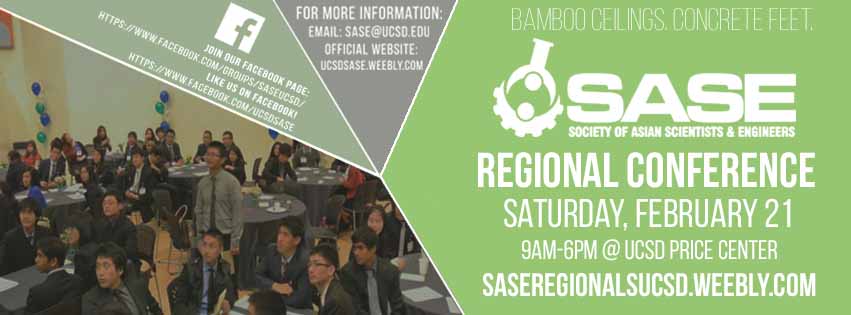 JOIN OUR FACEBOOK PAGE:
HTTPS://WWW.FACEBOOK.COM/GROUPS/SASEUCSD/
LIKE US ON FACEBOOK!
HTTPS://WWW.FACEBOOK.COM/UCSDSASE
FOR MORE INFORMATION:
EMAIL: SASE@UCSD.EDU
OFFICIAL WEBSITE:
UCSDSASE.WEEBLY.COM
BAMBOO CEILINGS. CONCRETE FEET.
SASE
SOCIETY OF ASIAN SCIENTISTS & ENGINEERS
REGIONAL CONFERENCE
SATURDAY, FEBRUARY 21
9AM-6PM @ UCSD PRICE CENTER
SASEREGIONALSUCSD.WEEBLY.COM